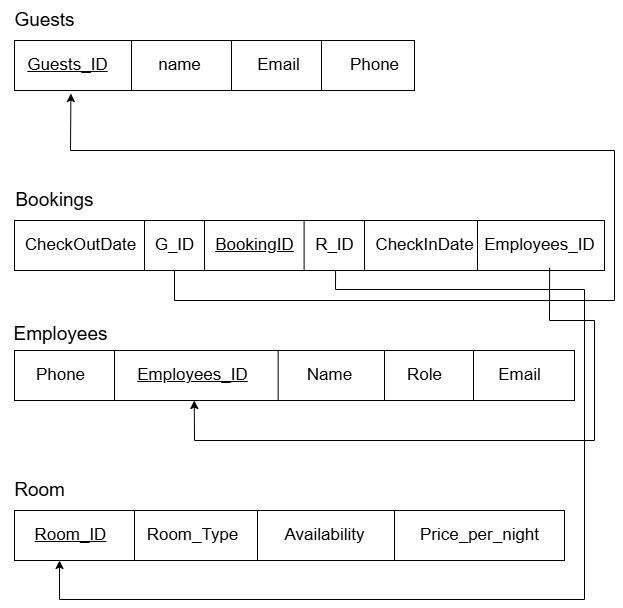 Guests
Guests_ID name Email Phone
Bookings
CheckOutDate G_ID BookingID R_ID CheckInDate Employees_ID
Employees
Phone Employees_ID Name Role Email
Room
Room_ID Room_Type Availability Price_per_night